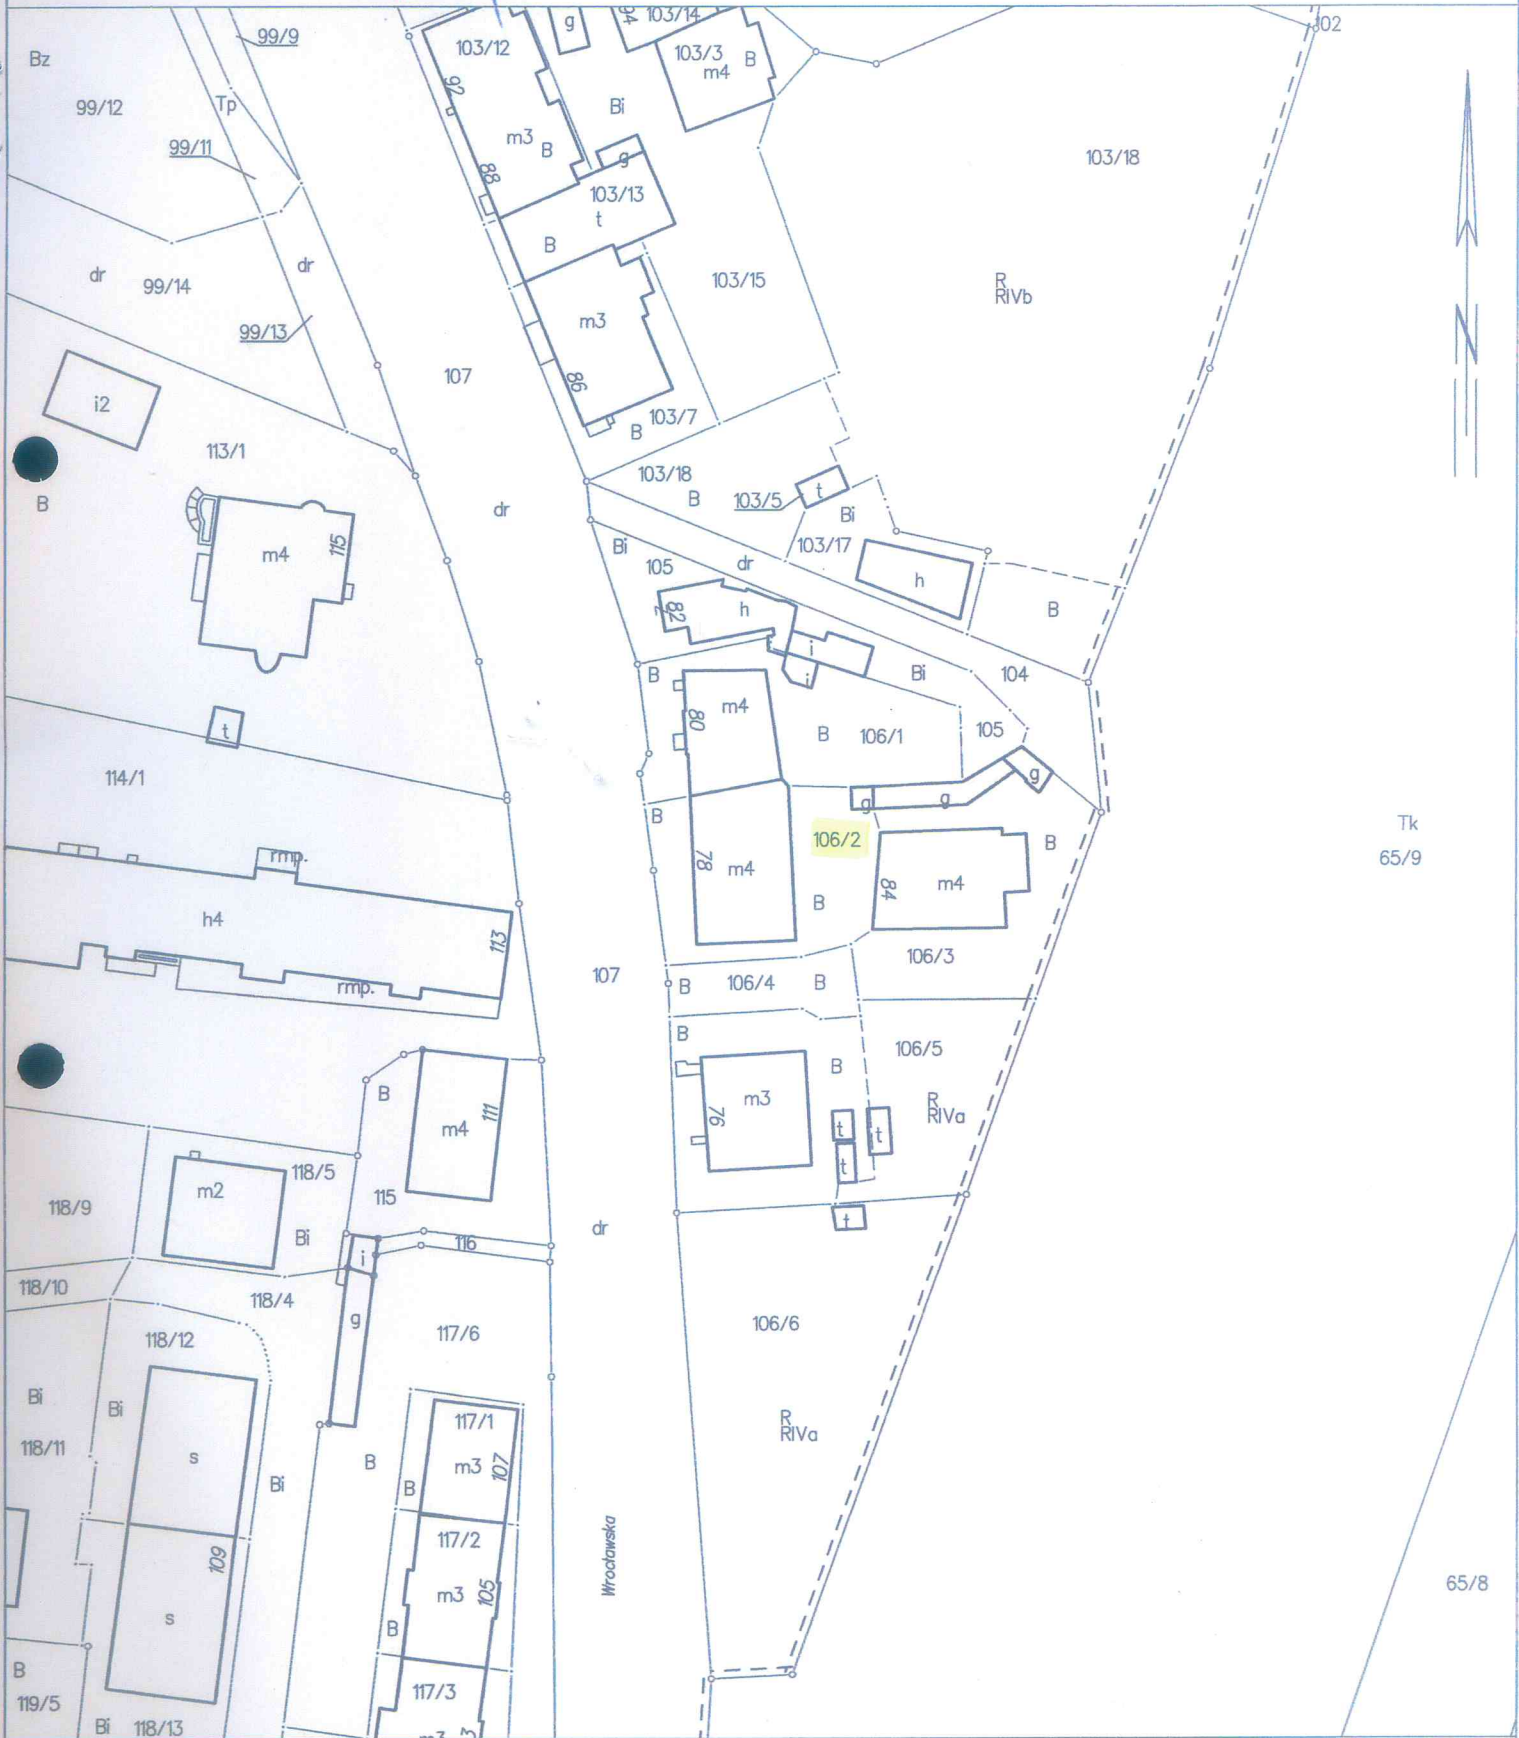 99/9
Bz
99/12
Tp
99/11
103/12
g
94
103/14
103/3
B
m4
102
92
Bi
m3
B
88
g
103/13
t
B
103/18
dr
99/14
dr
99/13
107
103/15
R
RIVb
m3
86
103/7
B
i2
113/1
B
m4
115
dr
103/18
B
103/5
t
Bi
103/17
h
B
Bi
105
dr
82
h
i
i
Bi
104
B
80
m4
B
106/1
105
t
114/1
g
g
g
B
78
m4
106/2
B
B
84
m4
Tk
65/9
rmp.
h4
113
rmp.
107
106/3
B
106/4
B
B
B
106/5
R
RIVa
m3
76
t
t
t
t
B
m4
111
118/9
m2
118/5
Bi
115
116
i
dr
118/10
118/4
g
117/6
118/12
106/6
R
RIVa
Bi
Bi
118/11
s
Bi
B
B
117/1
m3
107
117/2
m3
105
B
109
s
Wrocławska
65/8
B
119/5
Bi
118/13
117/3
m3